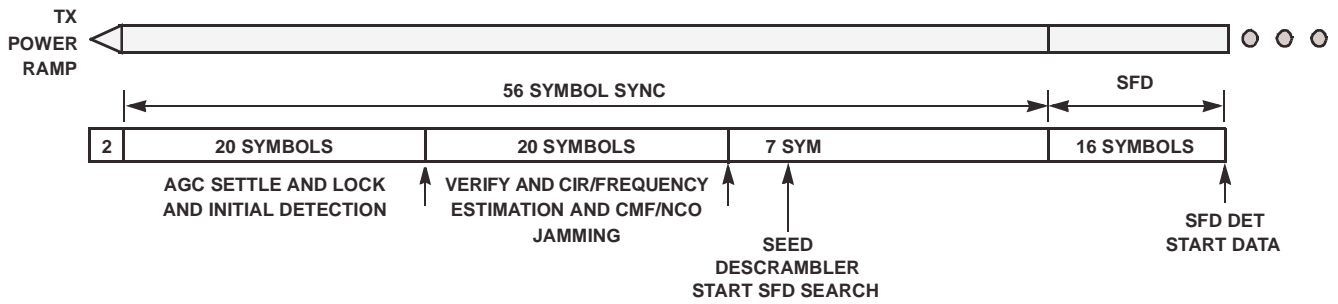 TX
POWER
RAMP
56 SYMBOL SYNC
SFD
2
20 SYMBOLS
20 SYMBOLS
7 SYM
16 SYMBOLS
AGC SETTLE AND LOCK
AND INITIAL DETECTION
VERIFY AND CIR/FREQUENCY
ESTIMATION AND CMF/NCO
JAMMING
SEED
DESCRAMBLER
START SFD SEARCH
SFD DET
START DATA